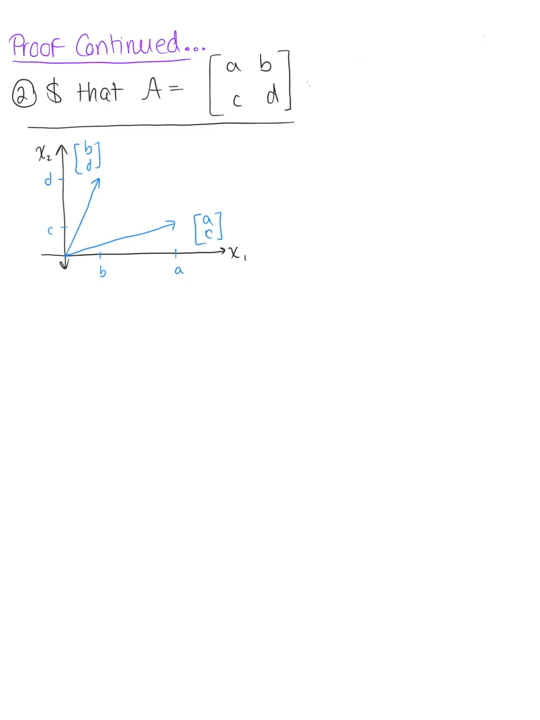 Proof Continued...
② $ that A = [a b
c d]
x₂ [b
d]
d
c [a
c]
x₁
b a